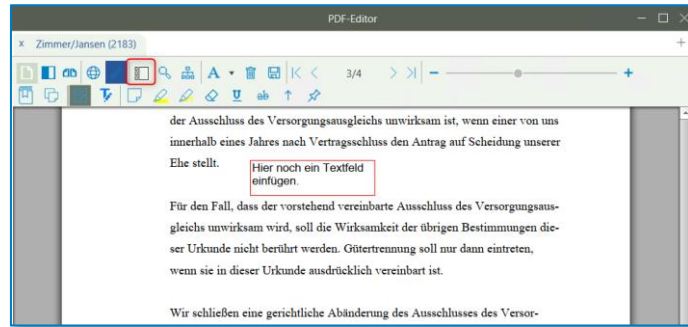 PDF-Editor
x Zimmer/Jansen (2183)
A
3/4
U ab
der Ausschluss des Versorgungsausgleichs unwirksam ist, wenn einer von uns
innerhalb eines Jahres nach Vertragsschluss den Antrag auf Scheidung unserer
Ehe stellt.
Hier noch ein Textfeld
einfügen.
Für den Fall, dass der vorstehend vereinbarte Ausschluss des Versorgungsaus-
gleichs unwirksam wird, soll die Wirksamkeit der übrigen Bestimmungen die-
ser Urkunde nicht berührt werden. Gütertrennung soll nur dann eintreten,
wenn sie in dieser Urkunde ausdrücklich vereinbart ist.
Wir schließen eine gerichtliche Abänderung des Ausschlusses des Versor-